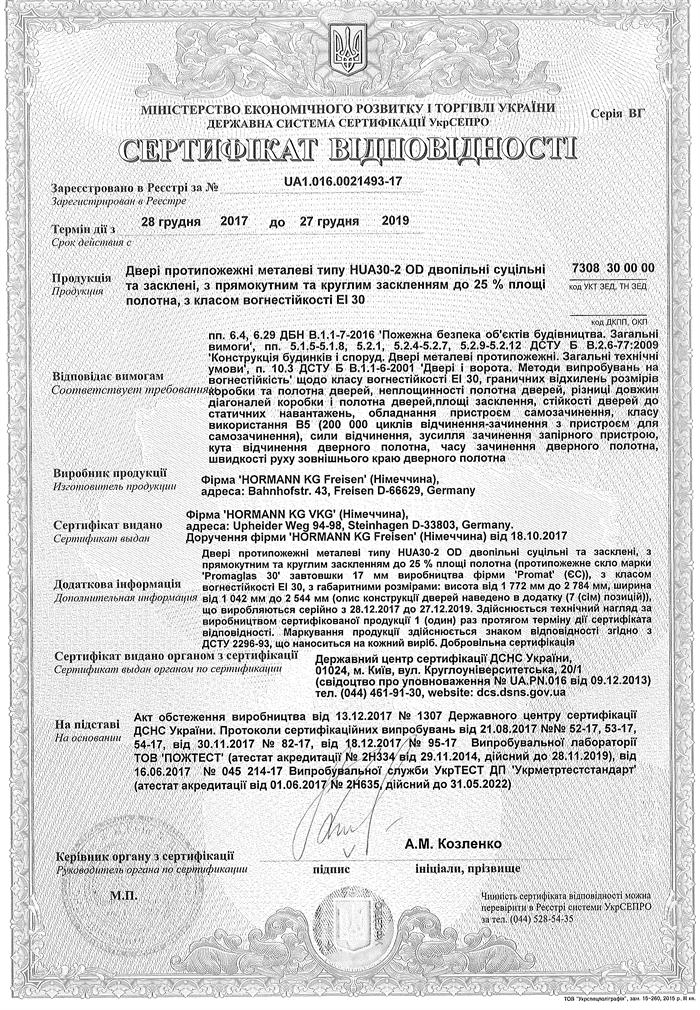 МІНІСТЕРСТВО ЕКОНОМІЧНОГО РОЗВИТКУ І ТОРГІВЛІ УКРАЇНИ
Серія ВГ
ДЕРЖАВНА СИСТЕМА СЕРТИФІКАЦІЇ УкрСЕПРО
СЕРТИФІКАТ ВІДПОВІДНОСТІ
Зареєстровано в Реєстрі за №
UA1.016.0021493-17
Зарегистрирован в Реестре
Термін дії з 28 грудня 2017 до 27 грудня 2019
Срок действия с
Продукція
Продукция
Двері протипожежні металеві типу HUA30-2 OD двопільні суцільні
та засклені, з прямокутним та круглим заскленням до 25 % площі
полотна, з класом вогнестійкості ЕІ 30
7308 30 00 00
код УКТ ЗЕД, ТН ЗЕД
код ДКПП, ОКП
Відповідає вимогам
Соответствует требованиям
пп. 6.4, 6.29 ДБН В.1.1-7-2016 'Пожежна безпека об'єктів будівництва. Загальні
вимоги', пп. 5.1.5-5.1.8, 5.2.1, 5.2.4-5.2.7, 5.2.9-5.2.12 ДСТУ Б В.2.6-77:2009
'Конструкція будинків і споруд. Двері металеві протипожежні. Загальні технічні
умови', п. 10.3 ДСТУ Б В.1.1-6-2001 'Двері і ворота. Методи випробувань на
вогнестійкість' щодо класу вогнестійкості ЕІ 30, граничних відхилень розмірів
коробки та полотна дверей, неплощинності полотна дверей, різниці довжин
діагоналей коробки і полотна дверей,площі засклення, стійкості дверей до
статичних навантажень, обладнання пристроєм самозачинення, класу
використання В5 (200 000 циклів відчинення-зачинення з пристроєм для
самозачинення), сили відчинення, зусилля зачинення запірного пристрою,
кута відчинення дверного полотна, часу зачинення дверного полотна,
швидкості руху зовнішнього краю дверного полотна
Виробник продукції
Изготовитель продукции
Фірма 'HORMANN KG Freisen' (Німеччина),
адреса: Bahnhofstr. 43, Freisen D-66629, Germany
Сертифікат видано
Сертификат выдан
Фірма 'HORMANN KG VKG' (Німеччина),
адреса: Upheider Weg 94-98, Steinhagen D-33803, Germany.
Доручення фірми 'HORMANN KG Freisen' (Німеччини) від 18.10.2017
Додаткова інформація
Дополнительная информация
Двері протипожежні металеві типу HUA30-2 OD двопільні суцільні та засклені, з
прямокутним та круглим заскленням до 25 % площі полотна (протипожежне скло марки
'Promaglas 30' завтовшки 17 мм виробництва фірми 'Promat' (ЄС)), з класом
вогнестійкості ЕІ 30, з габаритними розмірами: висота від 1 772 мм до 2 784 мм, ширина
від 1 042 мм до 2 544 мм (опис конструкції дверей наведено в додатку (7 (сім) позицій)),
що виробляються серійно з 28.12.2017 до 27.12.2019. Здійснюється технічний нагляд за
виробництвом сертифікованої продукції 1 (один) раз протягом терміну дії сертифіката
відповідності. Маркування продукції здійснюється знаком відповідності згідно з
ДСТУ 2296-93, що наноситься на кожний виріб. Добровільна сертифікація
Сертифікат видано органом з сертифікації
Сертификат выдан органом по сертификации
Державний центр сертифікації ДСНС України,
01024, м. Київ, вул. Круглоуніверситетська, 20/1
(свідоцтво про уповноваження № UA.PN.016 від 09.12.2013)
тел. (044) 461-91-30, website: dcs.dsns.gov.ua
На підставі
На основании
Акт обстеження виробництва від 13.12.2017 № 1307 Державного центру сертифікації
ДСНС України. Протоколи сертифікаційних випробувань від 21.08.2017 №№ 52-17, 53-17,
54-17, від 30.11.2017 № 82-17, від 18.12.2017 № 95-17 Випробувальної лабораторії
ТОВ 'ПОЖТЕСТ' (атестат акредитації № 2Н334 від 29.11.2014, дійсний до 28.11.2019), від
16.06.2017 № 045 214-17 Випробувальної служби УкрТЕСТ ДП 'Укрметртестстандарт'
(атестат акредитації від 01.06.2017 № 2Н635, дійсний до 31.05.2022)
А.М. Козленко
Керівник органу з сертифікації
Руководитель органа по сертификации
підпис
ініціали, прізвище
М.П.
Чинність сертифіката відповідності можна
перевірити в Реєстрі системи УкрСЕПРО
за тел. (044) 528-54-35
УкрСЕПРО
ТОВ "Укрспецполіграфія", зам. 15-260, 2015 р. III кв.